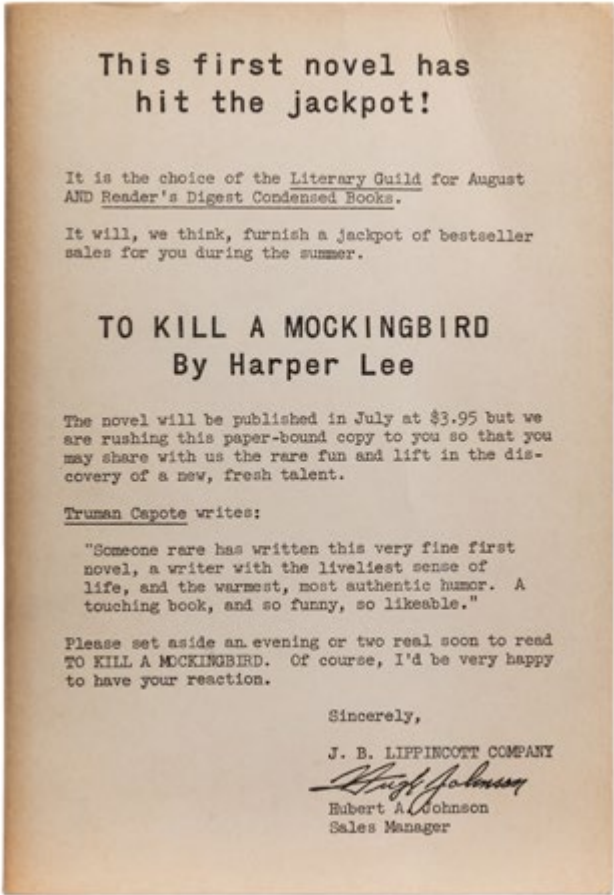 This first novel has
hit the jackpot!
It is the choice of the Literary Guild for August
AND Reader's Digest Condensed Books.
It will, we think, furnish a jackpot of bestseller
sales for you during the summer.
TO KILL A MOCKINGBIRD
By Harper Lee
The novel will be published in July at $3.95 but we
are rushing this paper-bound copy to you so that you
may share with us the rare fun and lift in the dis-
covery of a new, fresh talent.
Truman Capote writes:
"Someone rare has written this very fine first
novel, a writer with the liveliest sense of
life, and the warmest, most authentic humor. A
touching book, and so funny, so likeable."
Please set aside an evening or two real soon to read
TO KILL A MOCKINGBIRD. Of course, I'd be very happy
to have your reaction.
Sincerely,
J. B. LIPPINCOTT COMPANY
Hugh Johnson
Hubert A. Johnson
Sales Manager